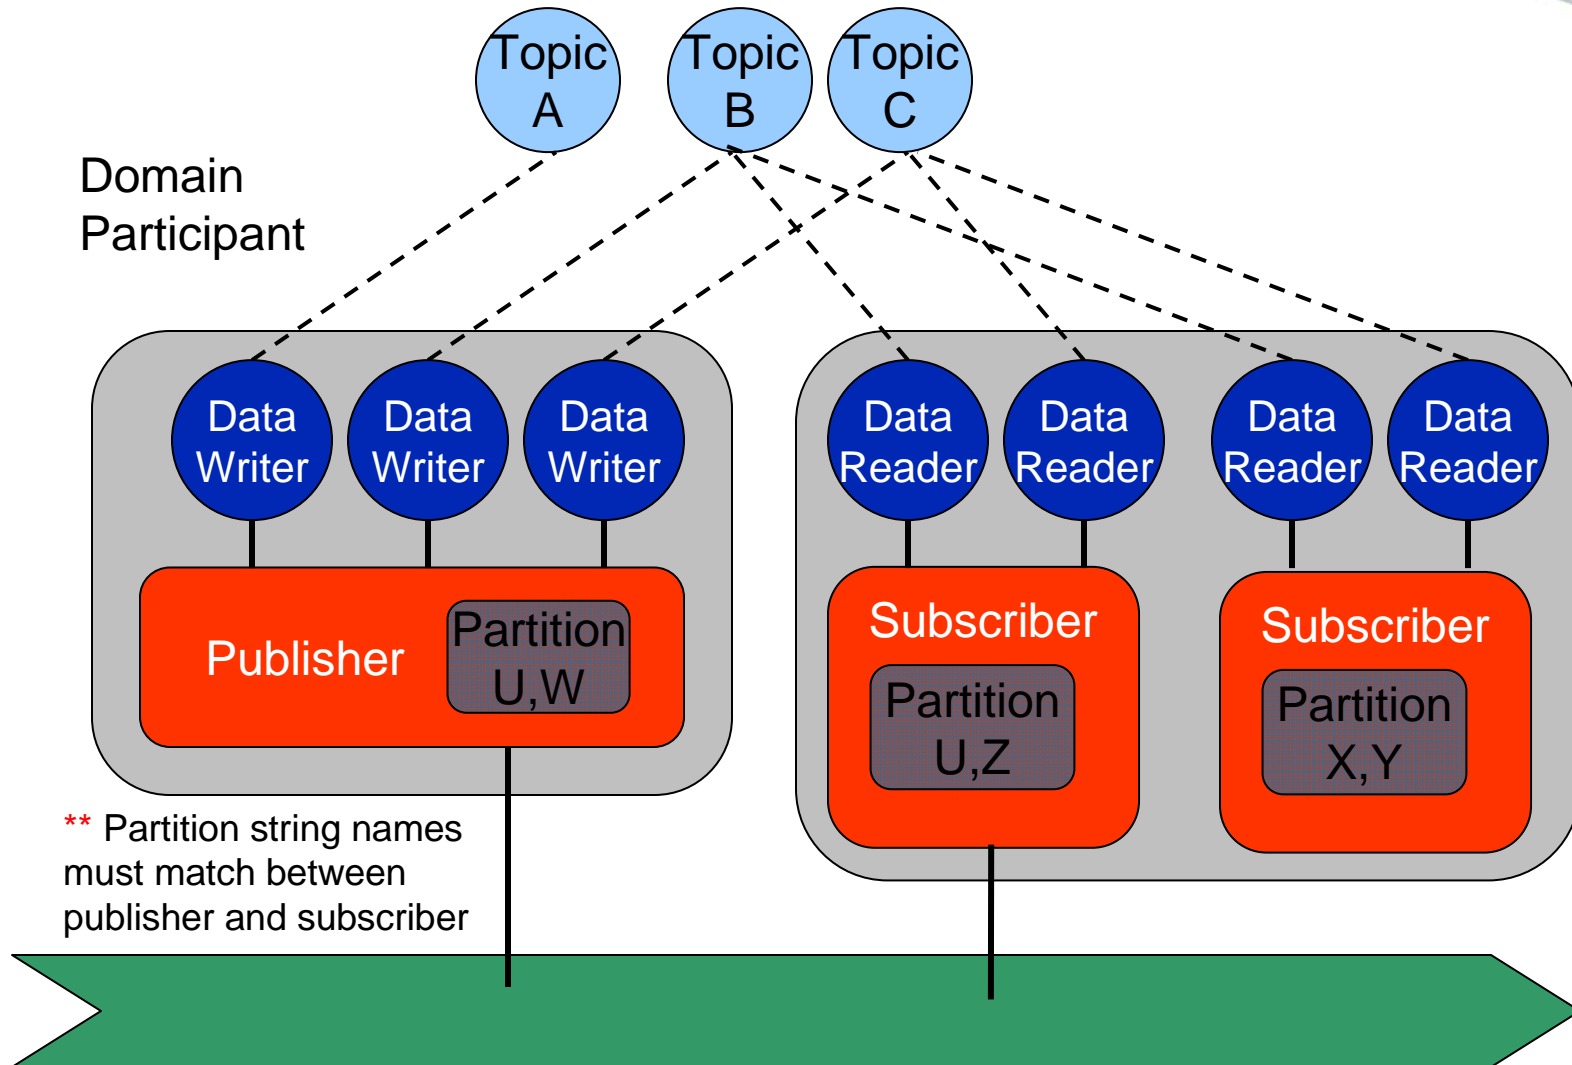 Topic
A
Topic
B
Topic
C
Domain
Participant
Data
Writer
Data
Writer
Data
Writer
Data
Reader
Data
Reader
Data
Reader
Data
Reader
Publisher
Partition
U,W
Subscriber
Partition
U,Z
Subscriber
Partition
X,Y
** Partition string names
must match between
publisher and subscriber